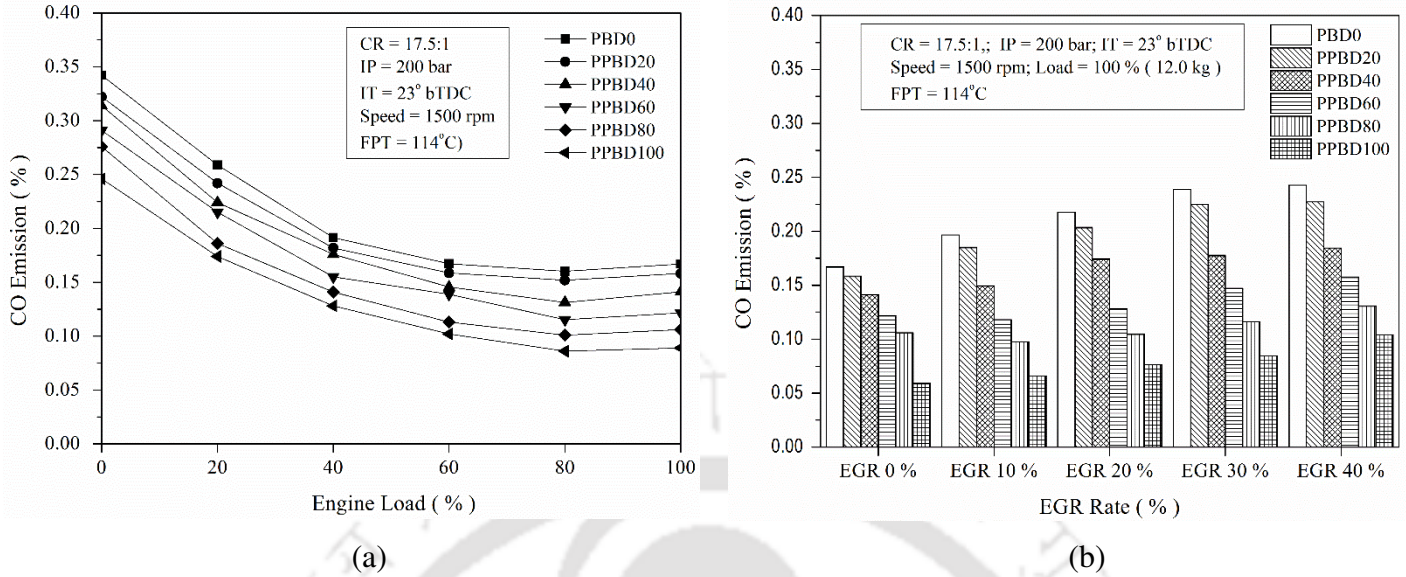 0.40
0.35
0.30
0.25
0.20
0.15
0.10
0.05
0.00
CO Emission ( % )
CR = 17.5:1
IP = 200 bar
IT = 23° bTDC
Speed = 1500 rpm
FPT = 114°C)
PBD0
PPBD20
PPBD40
PPBD60
PPBD80
PPBD100
0 20 40 60 80 100
Engine Load ( % )
(a)
0.40
0.35
0.30
0.25
0.20
0.15
0.10
0.05
0.00
CO Emission ( % )
CR = 17.5:1,; IP = 200 bar; IT = 23° bTDC
Speed = 1500 rpm; Load = 100 % ( 12.0 kg )
FPT = 114°C
PBD0
PPBD20
PPBD40
PPBD60
PPBD80
PPBD100
EGR 0 % EGR 10 % EGR 20 % EGR 30 % EGR 40 %
EGR Rate ( % )
(b)